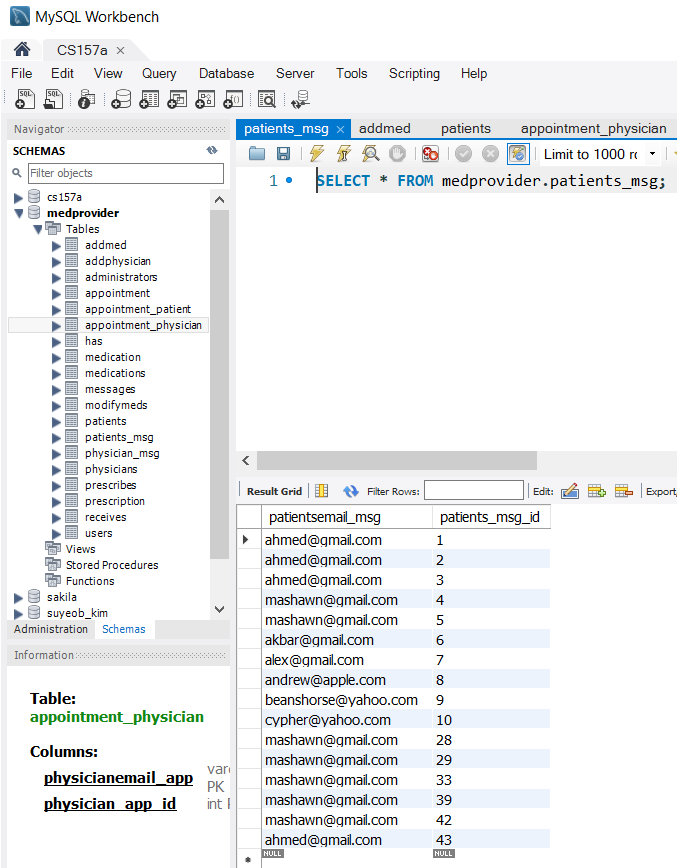 MySQL Workbench
CS157a ×
File Edit View Query Database Server Tools Scripting Help
Navigator
SCHEMAS
Filter objects
cs157a
medprovider
Tables
addmed
addphysician
administrators
appointment
appointment_patient
appointment_physician
has
medication
medications
messages
modifymeds
patients
patients_msg
physician_msg
physicians
prescribes
prescription
receives
users
Views
Stored Procedures
Functions
sakila
suyeob_kim
Administration Schemas
Information
Table:
appointment_physician
Columns:
physicianemail_app varc
PK
physician_app_id int P
patients_msg × addmed patients appointment_physician
Limit to 1000 rc
1 SELECT * FROM medprovider.patients_msg;
Result Grid Filter Rows: Edit: Export,
patientsemail_msg patients_msg_id
ahmed@gmail.com 1
ahmed@gmail.com 2
ahmed@gmail.com 3
mashawn@gmail.com 4
mashawn@gmail.com 5
akbar@gmail.com 6
alex@gmail.com 7
andrew@apple.com 8
beanshorse@yahoo.com 9
cypher@yahoo.com 10
mashawn@gmail.com 28
mashawn@gmail.com 29
mashawn@gmail.com 33
mashawn@gmail.com 39
mashawn@gmail.com 42
ahmed@gmail.com 43
NULL NULL